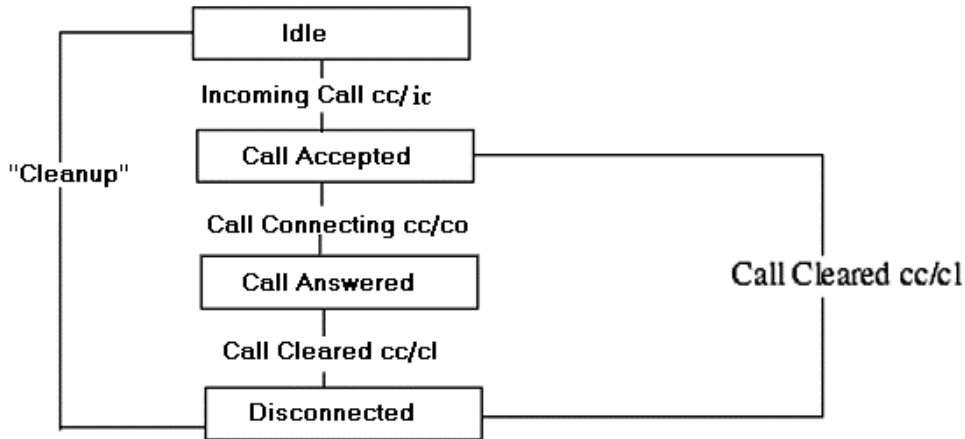 Idle
Incoming Call cc/ic
Call Accepted
"Cleanup"
Call Connecting cc/co
Call Answered
Call Cleared cc/cl
Call Cleared cc/cl
Disconnected